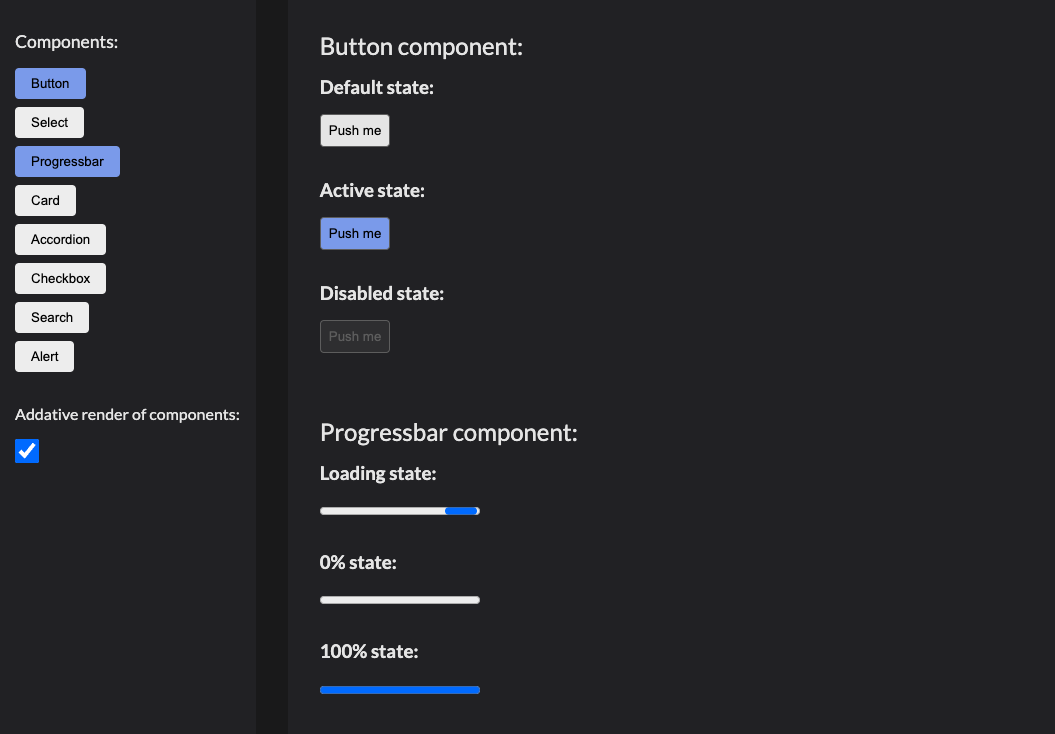 Components:
Button
Select
Progressbar
Card
Accordion
Checkbox
Search
Alert
Addative render of components:
Button component:
Default state:
Push me
Active state:
Push me
Disabled state:
Push me
Progressbar component:
Loading state:
0% state:
100% state: